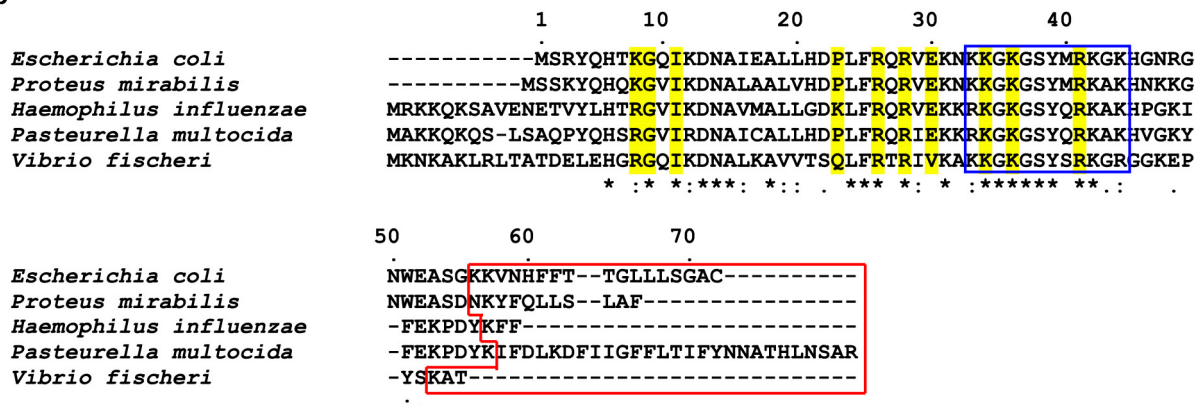 1 10 20 30 40
Escherichia coli -----------MSRYQHTKGQIKDNAIEALLHDPLFRQRVEKNKKGKGSYMRKGKHGNRG
Proteus mirabilis ----------MSSKYQHQKGVIKDNALAALVHDPLFRQRVEKNKKGKGSYMRKAKHNKKG
Haemophilus influenzae MRKKQKSAVENETVYLHTRGVIKDNAVMALLGDKLFRQRVEKKRKGKGSYQRKAKHPGKI
Pasteurella multocida MAKKQKQS-LSAQPYQHSRGVIRDNAICALLHDPLFRQRIEKKRKGKGSYQRKAKHVGKY
Vibrio fischeri MKNKAKLRLTATDELEHGRGQIKDNALKAVVTSQLFRTRIVKAKKGKGSYSRKGRGGKEP
* :* * *** * :: . *** * * :****** **.: .
50 60 70
Escherichia coli NWEASGKKVNHFFT--TGLLLSGAC----------
Proteus mirabilis NWEASDNKYFQLLS--LAF----------------
Haemophilus influenzae -FEKPDYKFF-------------------------
Pasteurella multocida -FEKPDYKIFDLKDFIIGFFLTIFYNNATHLNSAR
Vibrio fischeri -YSKAT-----------------------------
.